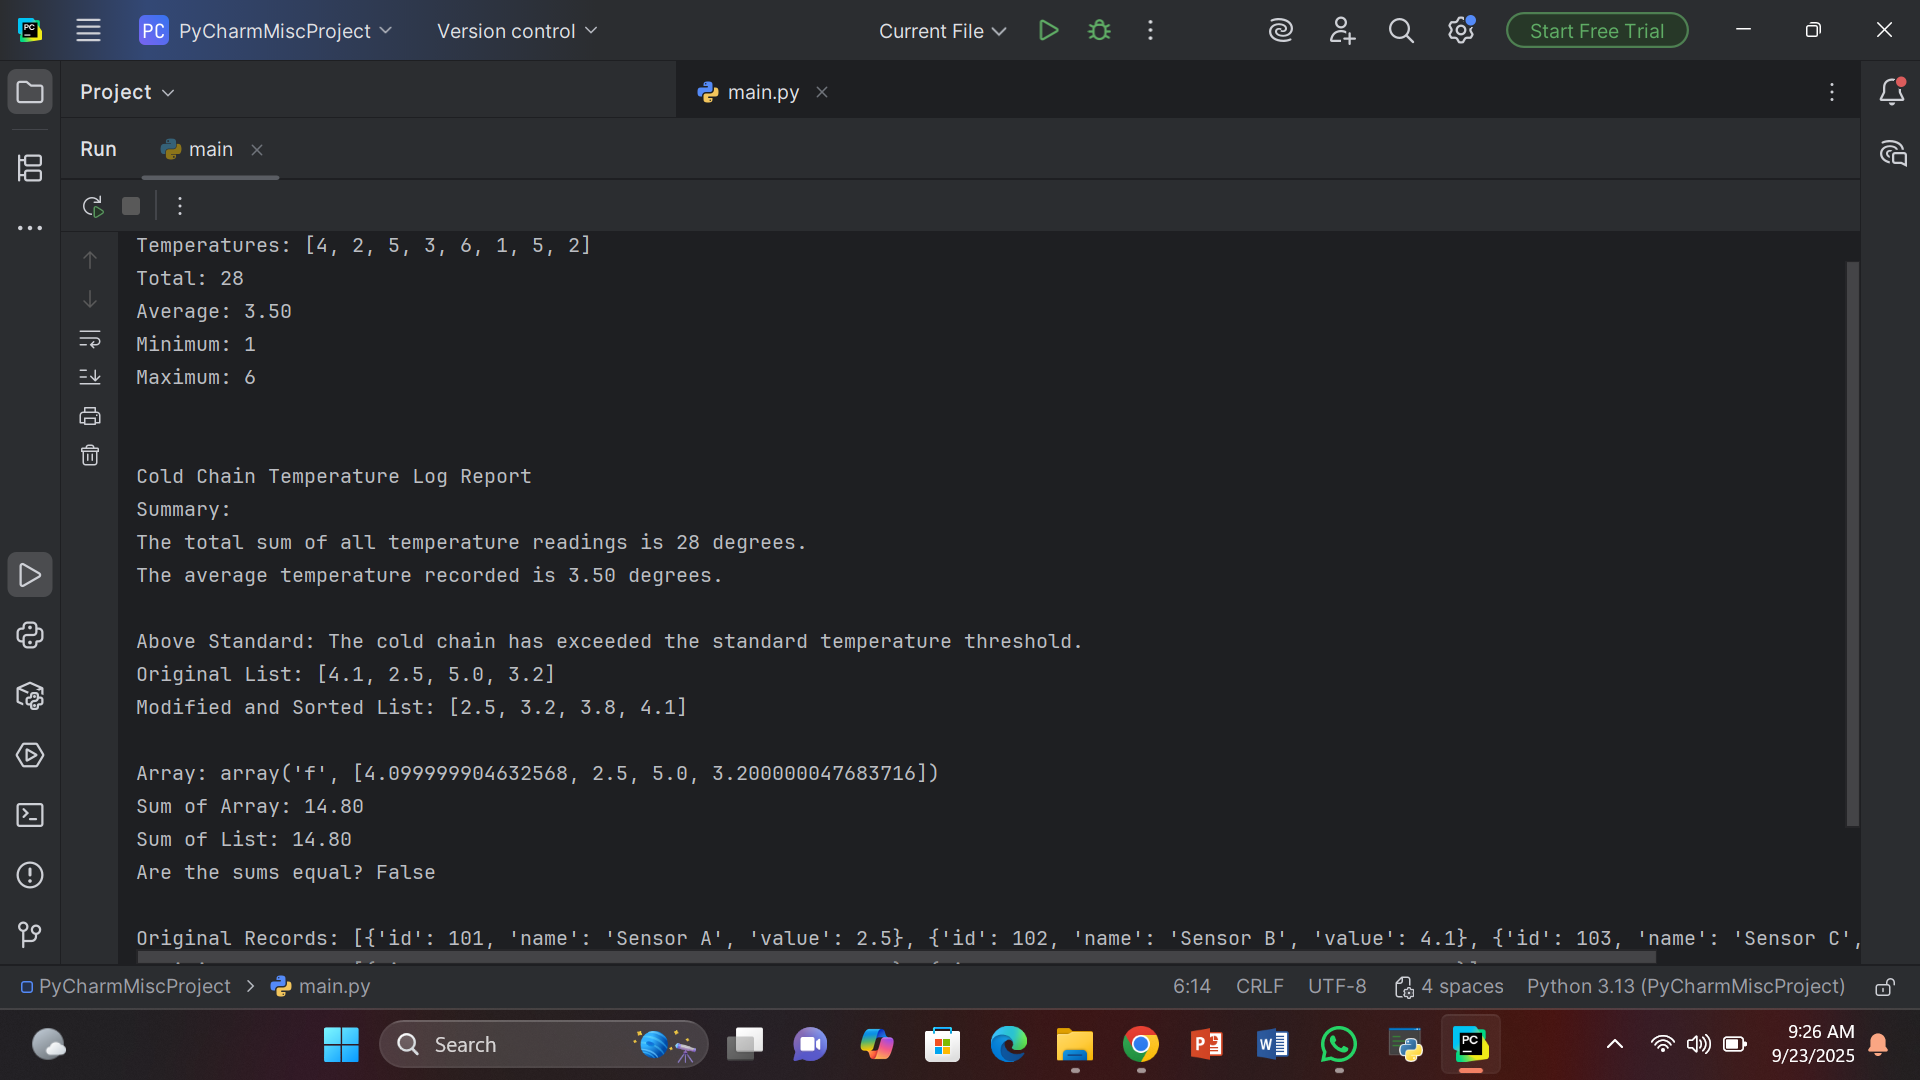 PC PyCharmMiscProject Version control Current File Start Free Trial
Project main.py
Run main
Temperatures: [4, 2, 5, 3, 6, 1, 5, 2]
Total: 28
Average: 3.50
Minimum: 1
Maximum: 6
Cold Chain Temperature Log Report
Summary:
The total sum of all temperature readings is 28 degrees.
The average temperature recorded is 3.50 degrees.
Above Standard: The cold chain has exceeded the standard temperature threshold.
Original List: [4.1, 2.5, 5.0, 3.2]
Modified and Sorted List: [2.5, 3.2, 3.8, 4.1]
Array: array('f', [4.099999904632568, 2.5, 5.0, 3.200000047683716])
Sum of Array: 14.80
Sum of List: 14.80
Are the sums equal? False
Original Records: [{'id': 101, 'name': 'Sensor A', 'value': 2.5}, {'id': 102, 'name': 'Sensor B', 'value': 4.1}, {'id': 103, 'name': 'Sensor C',
PyCharmMiscProject > main.py 6:14 CRLF UTF-8 4 spaces Python 3.13 (PyCharmMiscProject)
Search
9:26 AM
9/23/2025